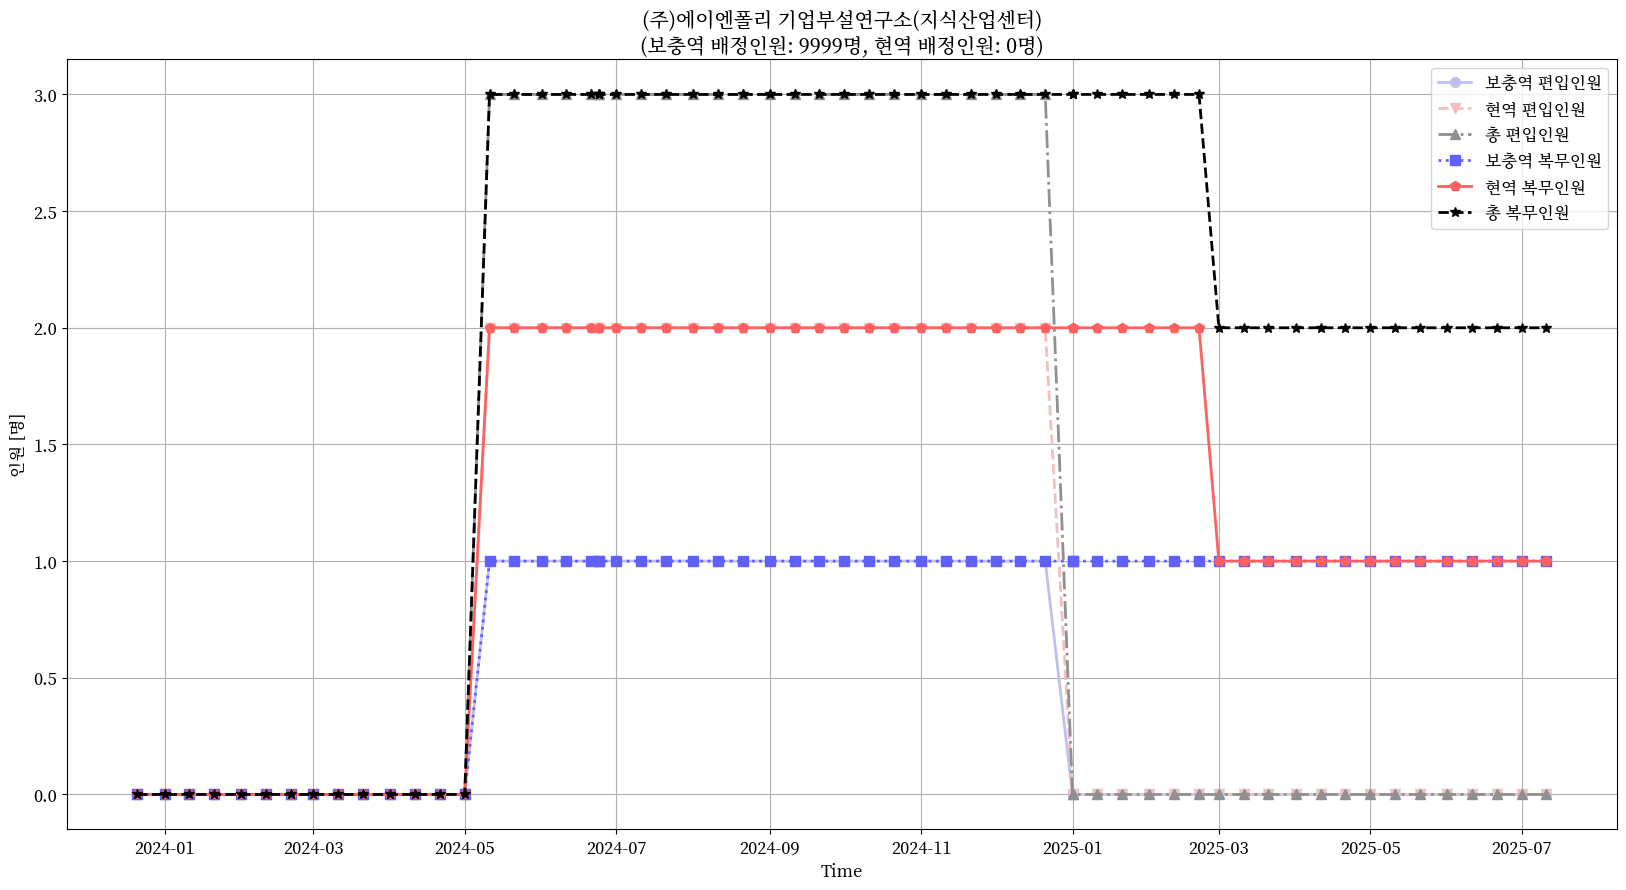 (주)에이엔폴리 기업부설연구소(지식산업센터)
(보충역 배정인원: 9999명, 현역 배정인원: 0명)
보충역 편입인원
현역 편입인원
총 편입인원
보충역 복무인원
현역 복무인원
총 복무인원
인원 [명]
3.0
2.5
2.0
1.5
1.0
0.5
0.0
2024-01
2024-03
2024-05
2024-07
2024-09
2024-11
2025-01
2025-03
2025-05
2025-07
Time